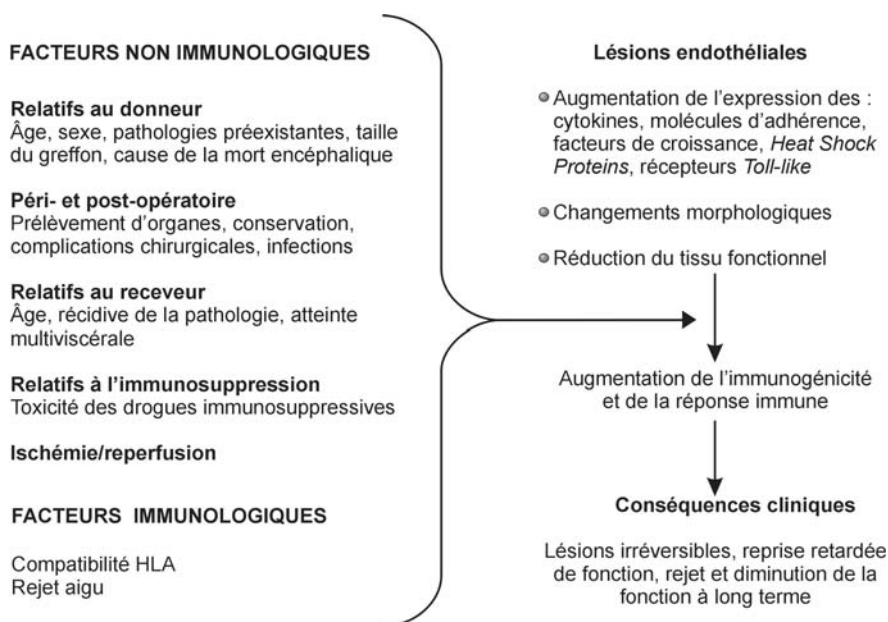 FACTEURS NON IMMUNOLOGIQUES
Relatifs au donneur
Âge, sexe, pathologies préexistantes, taille
du greffon, cause de la mort encéphalique
Péri- et post-opératoire
Prélèvement d'organes, conservation,
complications chirurgicales, infections
Relatifs au receveur
Âge, récidive de la pathologie, atteinte
multiviscérale
Relatifs à l'immunosuppression
Toxicité des drogues immunosuppressives
Ischémie/reperfusion
FACTEURS IMMUNOLOGIQUES
Compatibilité HLA
Rejet aigu
Lésions endothéliales
Augmentation de l'expression des :
cytokines, molécules d'adhérence,
facteurs de croissance, Heat Shock
Proteins, récepteurs Toll-like
Changements morphologiques
Réduction du tissu fonctionnel
Augmentation de l'immunogénicité
et de la réponse immune
Conséquences cliniques
Lésions irréversibles, reprise retardée
de fonction, rejet et diminution de la
fonction à long terme